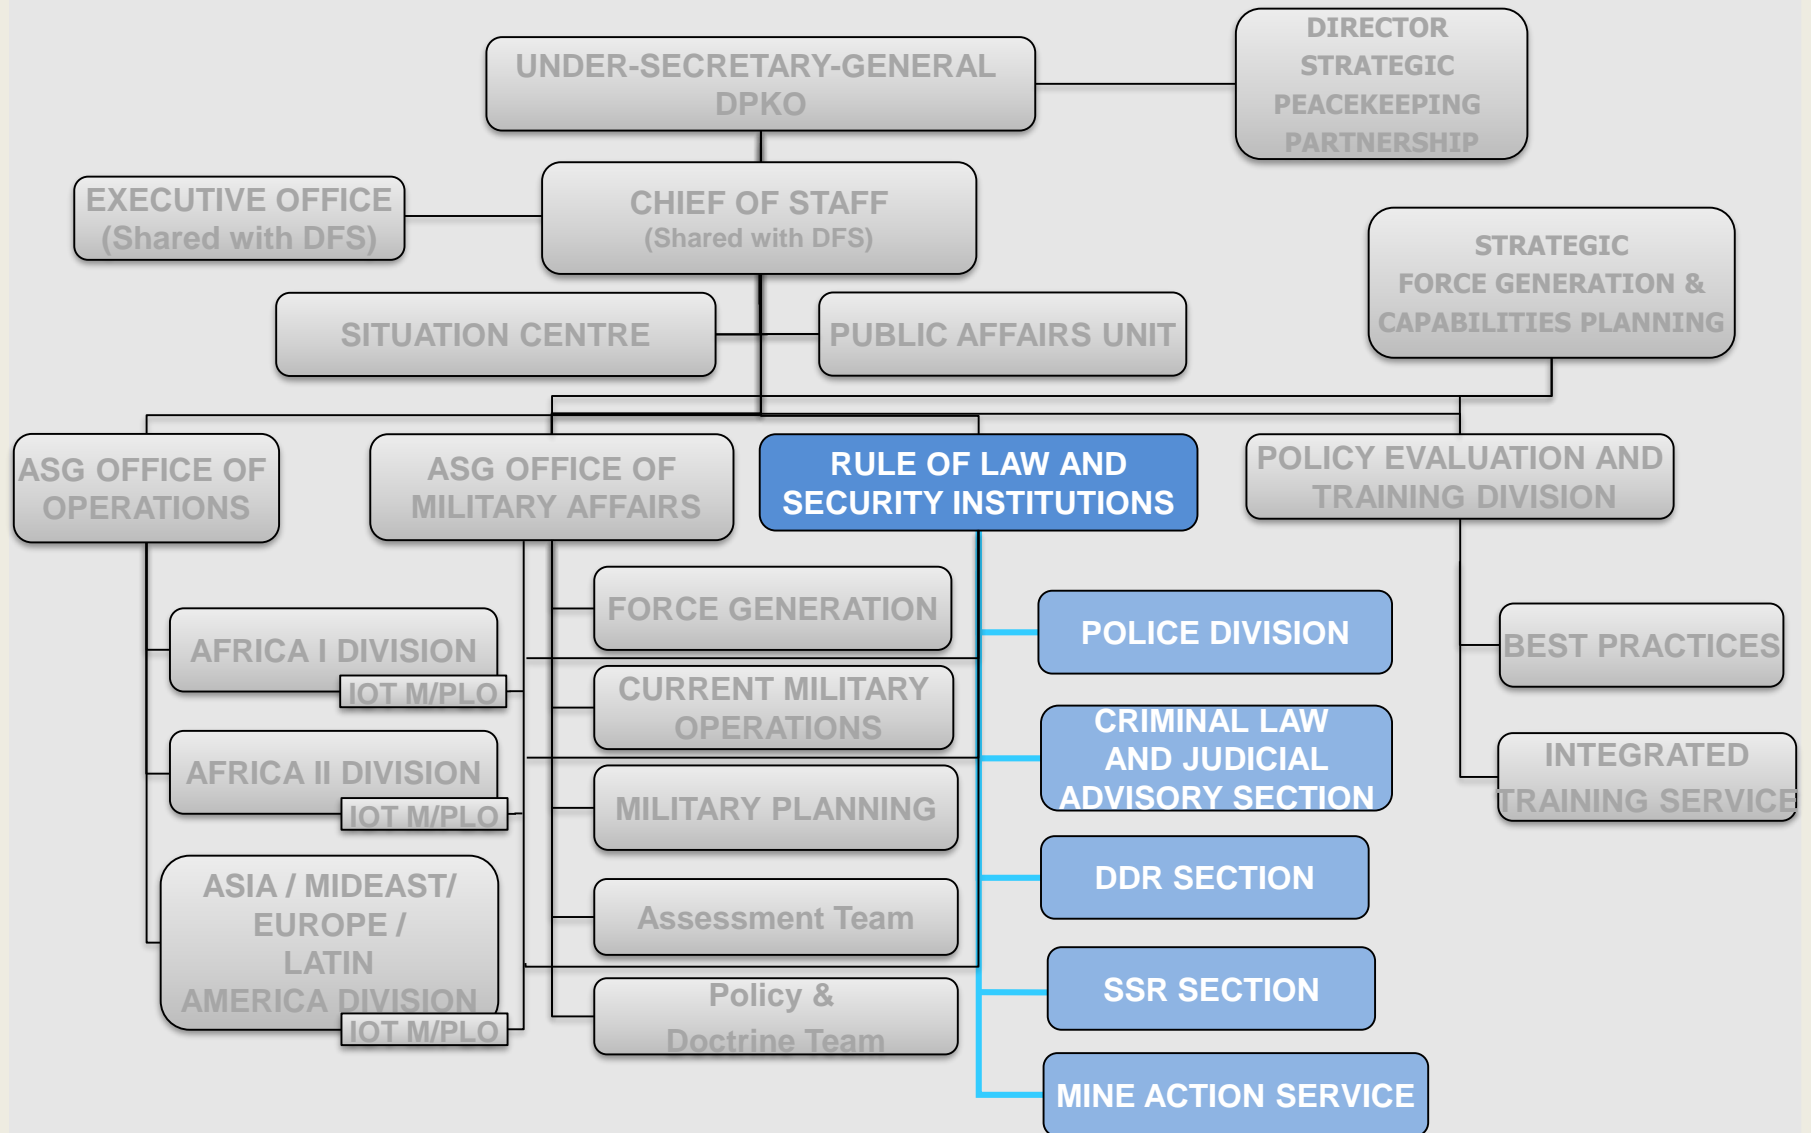 DIRECTOR
STRATEGIC
PEACEKEEPING
PARTNERSHIP
UNDER-SECRETARY-GENERAL
DPKO
EXECUTIVE OFFICE
(Shared with DFS)
CHIEF OF STAFF
(Shared with DFS)
STRATEGIC
FORCE GENERATION &
CAPABILITIES PLANNING
SITUATION CENTRE
PUBLIC AFFAIRS UNIT
ASG OFFICE OF
OPERATIONS
ASG OFFICE OF
MILITARY AFFAIRS
RULE OF LAW AND
SECURITY INSTITUTIONS
POLICY EVALUATION AND
TRAINING DIVISION
AFRICA I DIVISION
IOT M/PLO
AFRICA II DIVISION
IOT M/PLO
ASIA / MIDEAST/
EUROPE /
LATIN
AMERICA DIVISION
IOT M/PLO
FORCE GENERATION
CURRENT MILITARY
OPERATIONS
MILITARY PLANNING
Assessment Team
Policy &
Doctrine Team
POLICE DIVISION
CRIMINAL LAW
AND JUDICIAL
ADVISORY SECTION
DDR SECTION
SSR SECTION
MINE ACTION SERVICE
BEST PRACTICES
INTEGRATED
TRAINING SERVICE